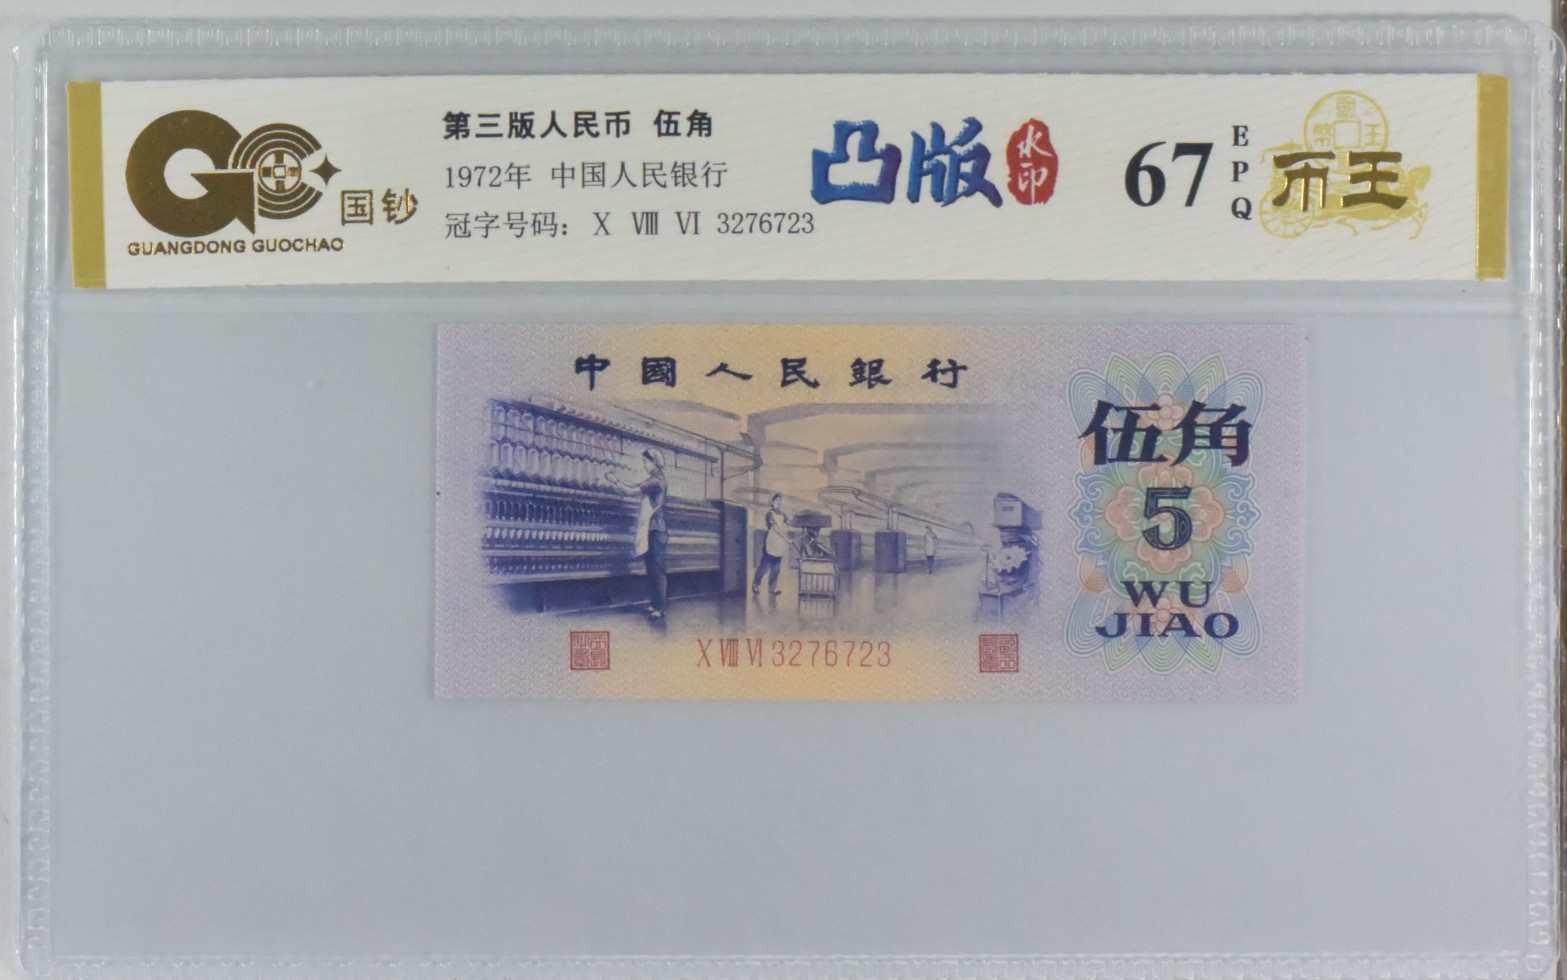 国钞
GUANGDONG GUOCHAO
第三版人民币 伍角
1972年 中国人民银行
冠字号码: X Ⅷ Ⅵ 3276723
凸版
水印
67
EPQ
币王
中國人民銀行
伍角
5
WU
JIAO
X Ⅷ Ⅵ 3276723